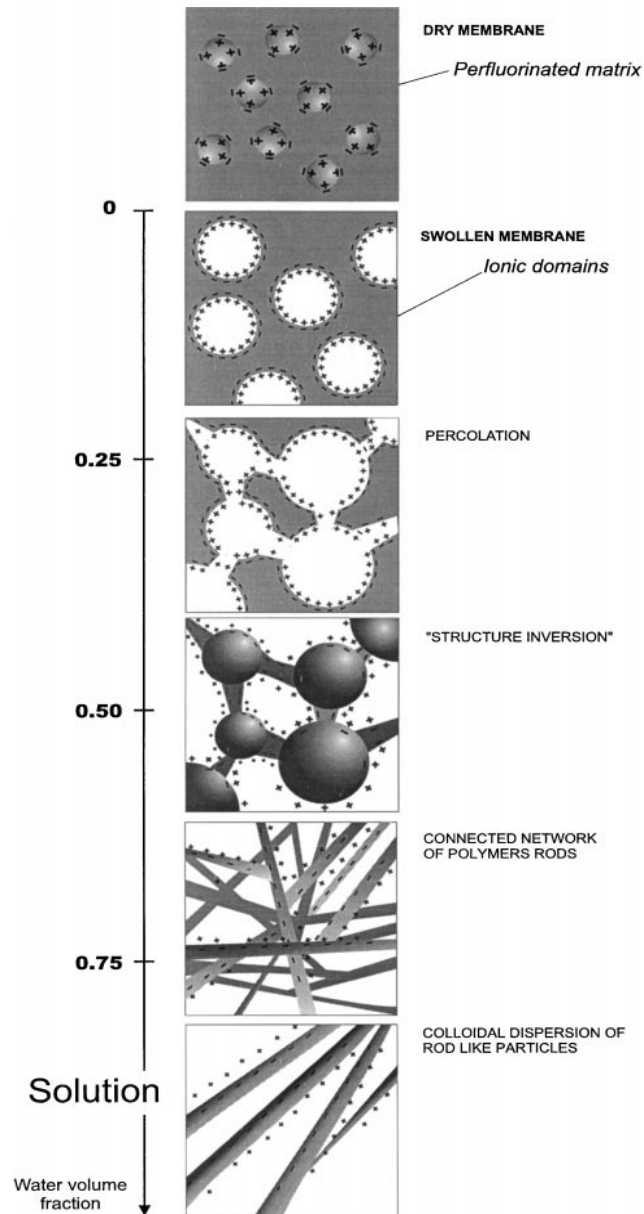 DRY MEMBRANE
Perfluorinated matrix
0
SWOLLEN MEMBRANE
Ionic domains
PERCOLATION
0.25
"STRUCTURE INVERSION"
0.50
CONNECTED NETWORK
OF POLYMERS RODS
0.75
COLLOIDAL DISPERSION OF
ROD LIKE PARTICLES
Solution
Water volume
fraction